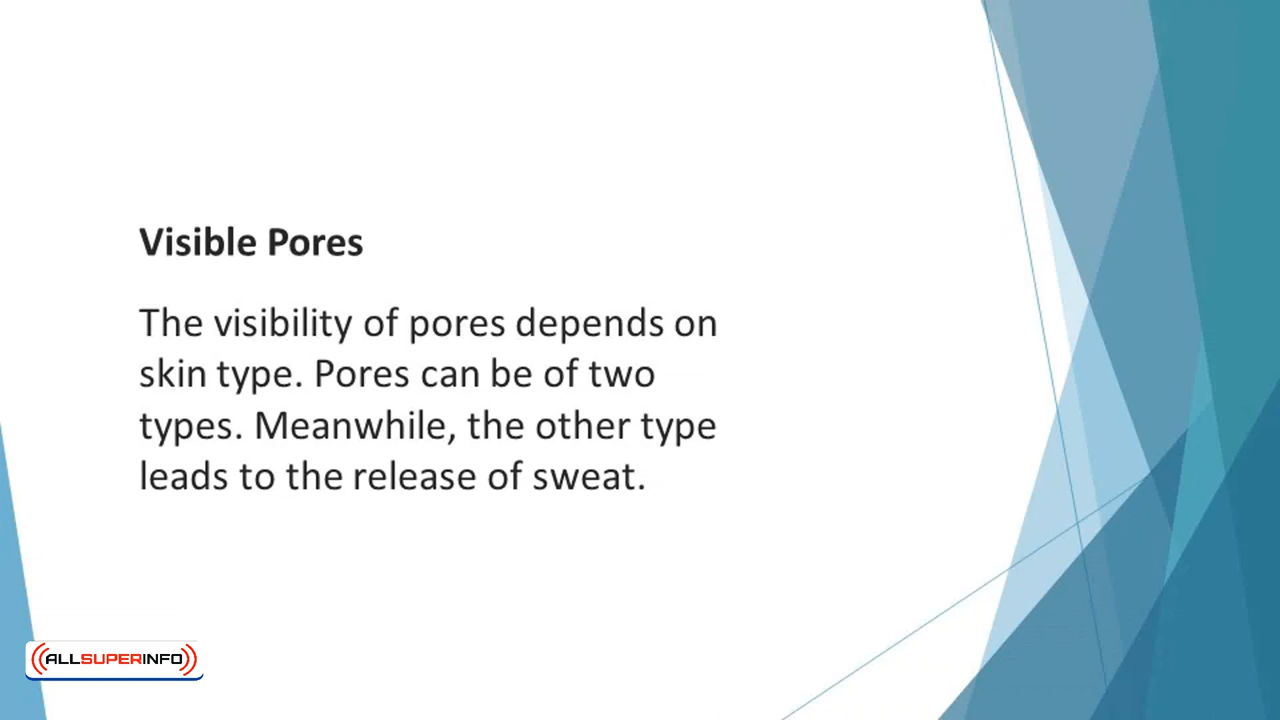 Visible Pores
The visibility of pores depends on
skin type. Pores can be of two
types. Meanwhile, the other type
leads to the release of sweat.
ALLSUPERINFO